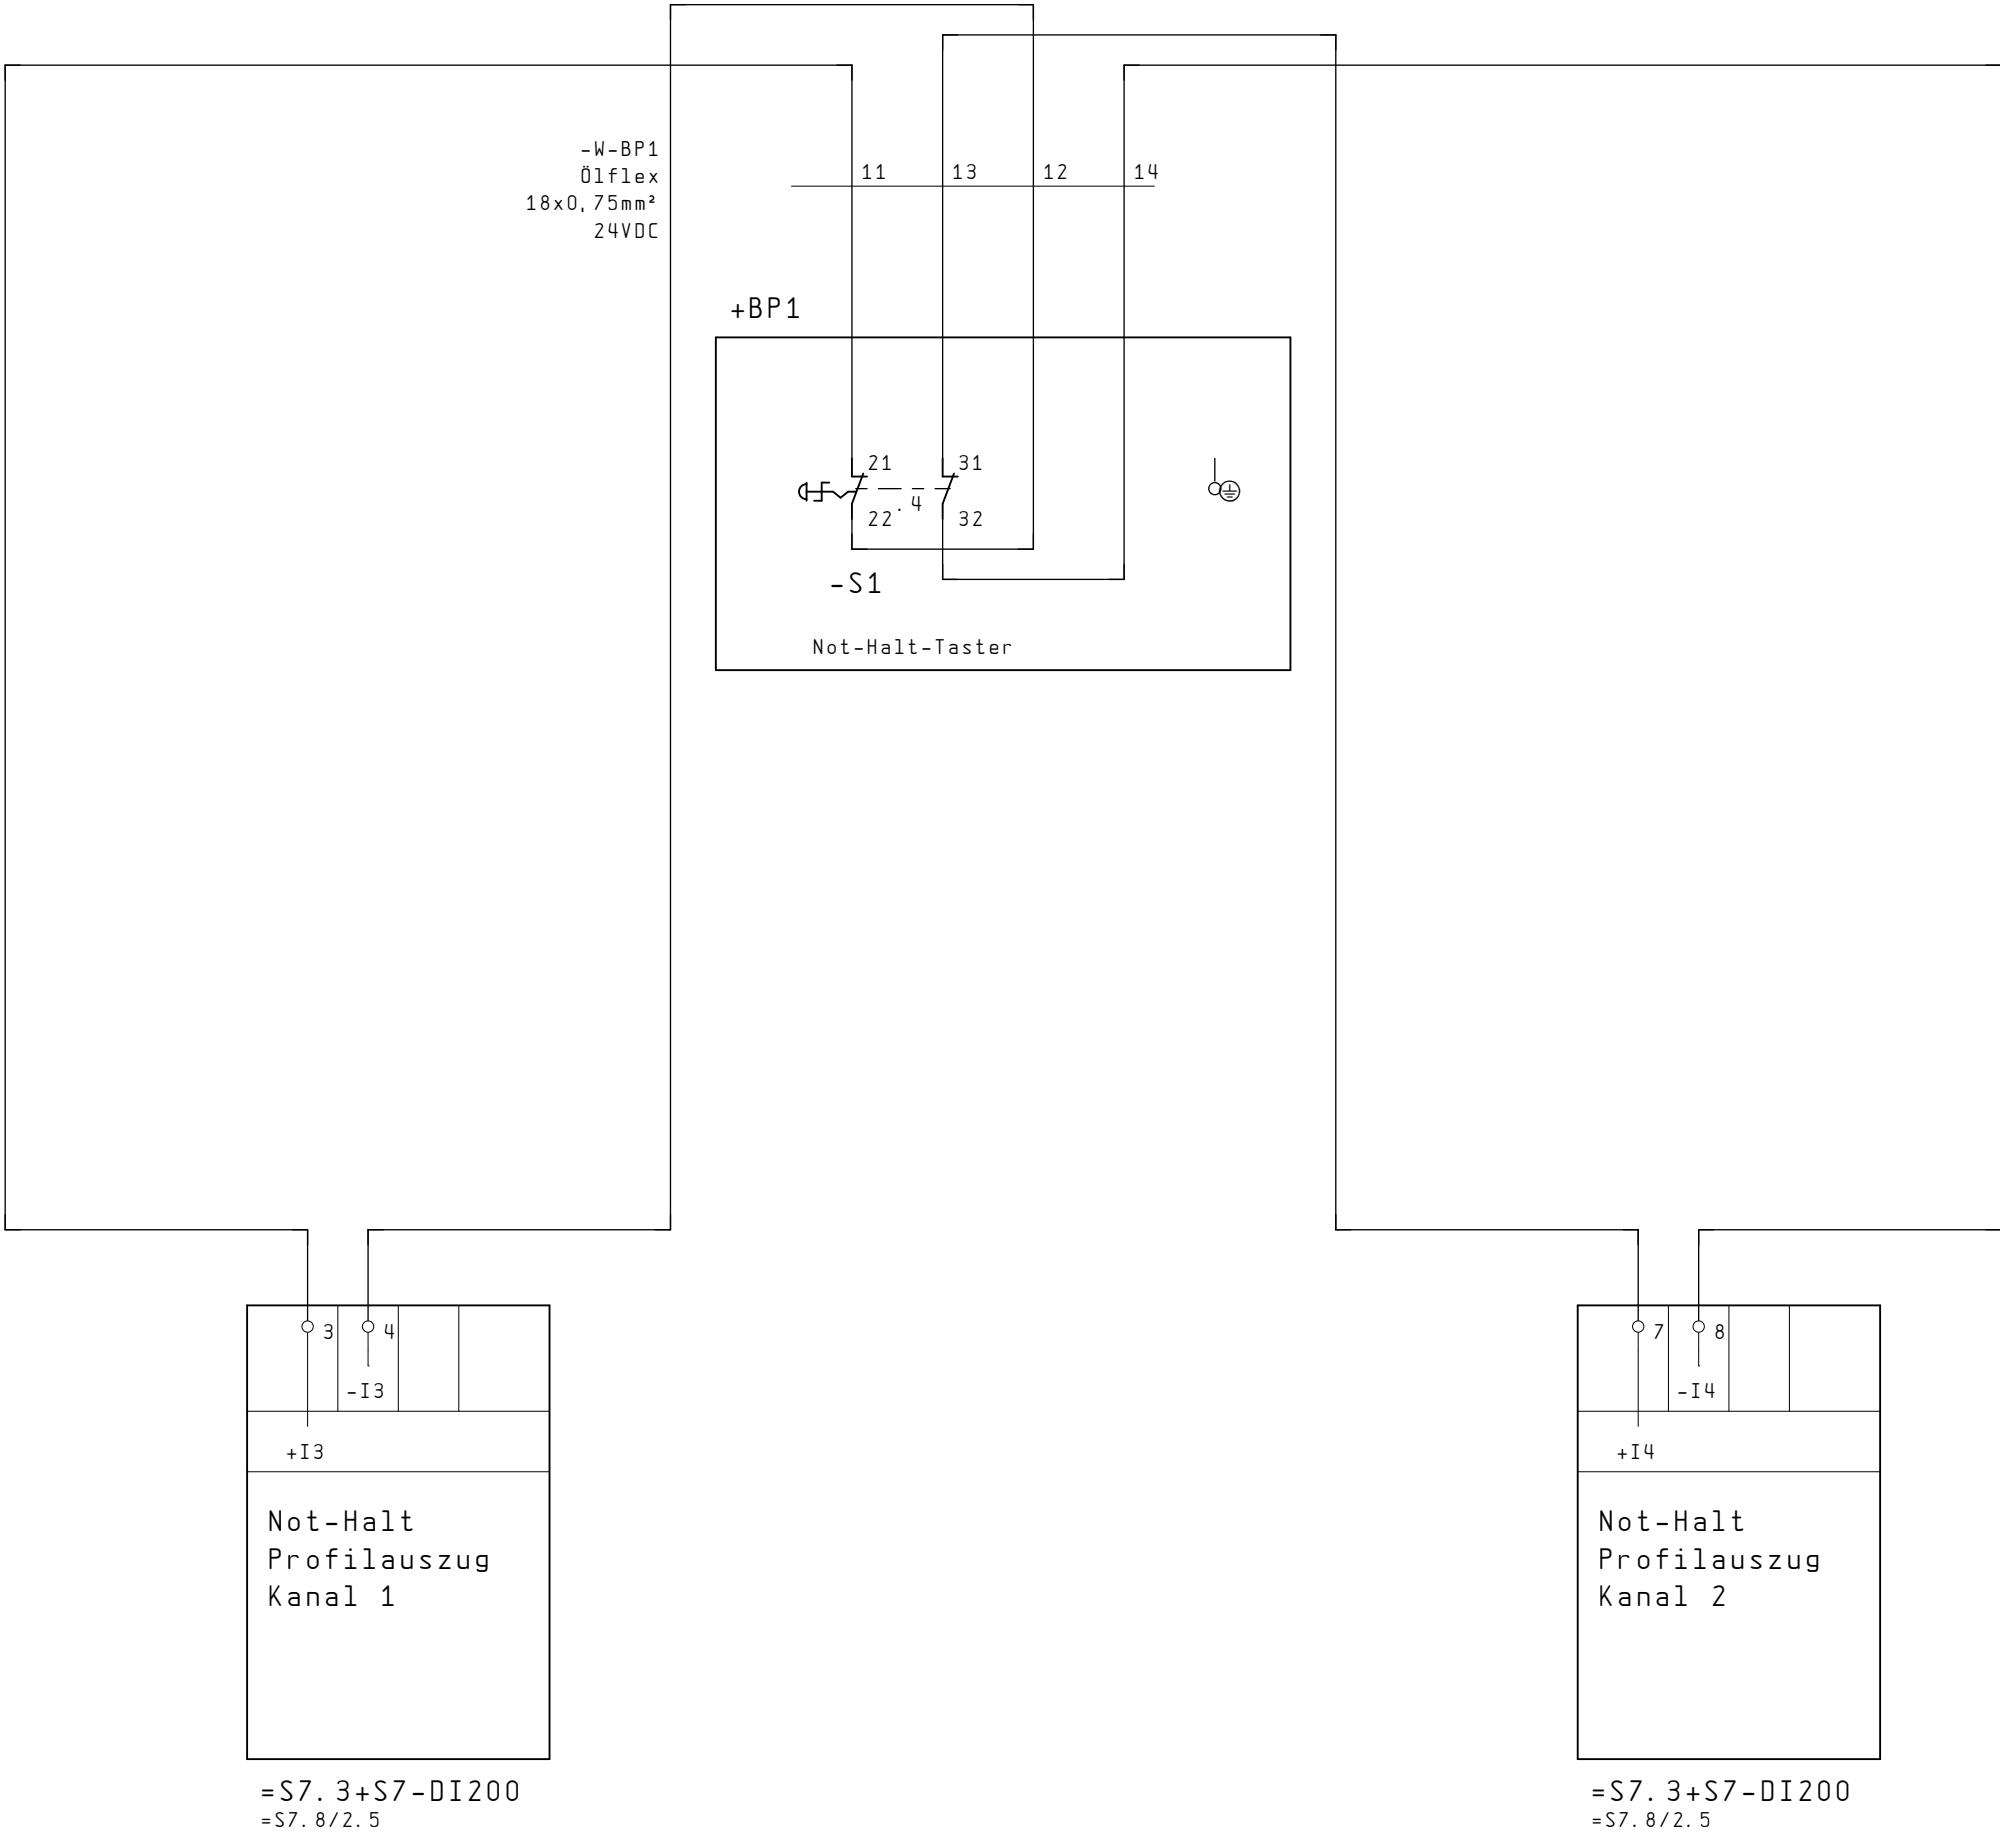 -W-BP1
Ölflex
18x0,75mm²
24VDC
11 13 12 14
+BP1
21 31
.4
22 32
-S1
Not-Halt-Taster
3 4
-I3
+I3
Not-Halt
Profilauszug
Kanal 1
=S7.3+S7-DI200
=S7.8/2.5
7 8
-I4
+I4
Not-Halt
Profilauszug
Kanal 2
=S7.3+S7-DI200
=S7.8/2.5